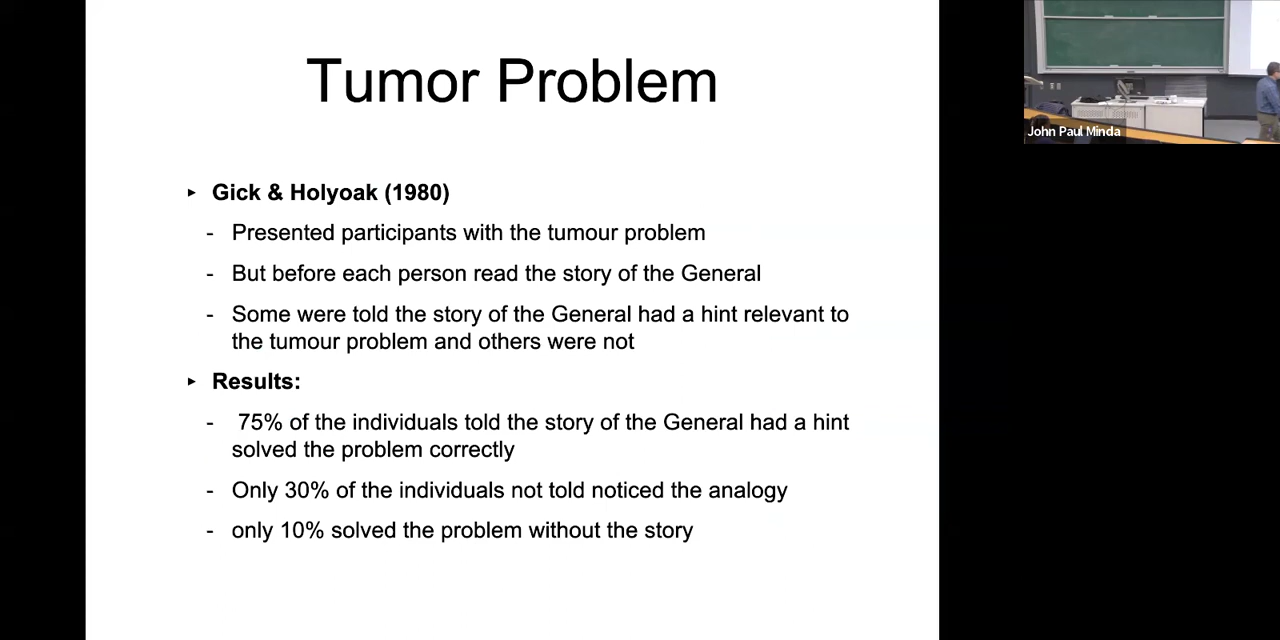 Tumor Problem
John Paul Minda
▸ Gick & Holyoak (1980)
- Presented participants with the tumour problem
- But before each person read the story of the General
- Some were told the story of the General had a hint relevant to
the tumour problem and others were not
▸ Results:
- 75% of the individuals told the story of the General had a hint
solved the problem correctly
- Only 30% of the individuals not told noticed the analogy
- only 10% solved the problem without the story